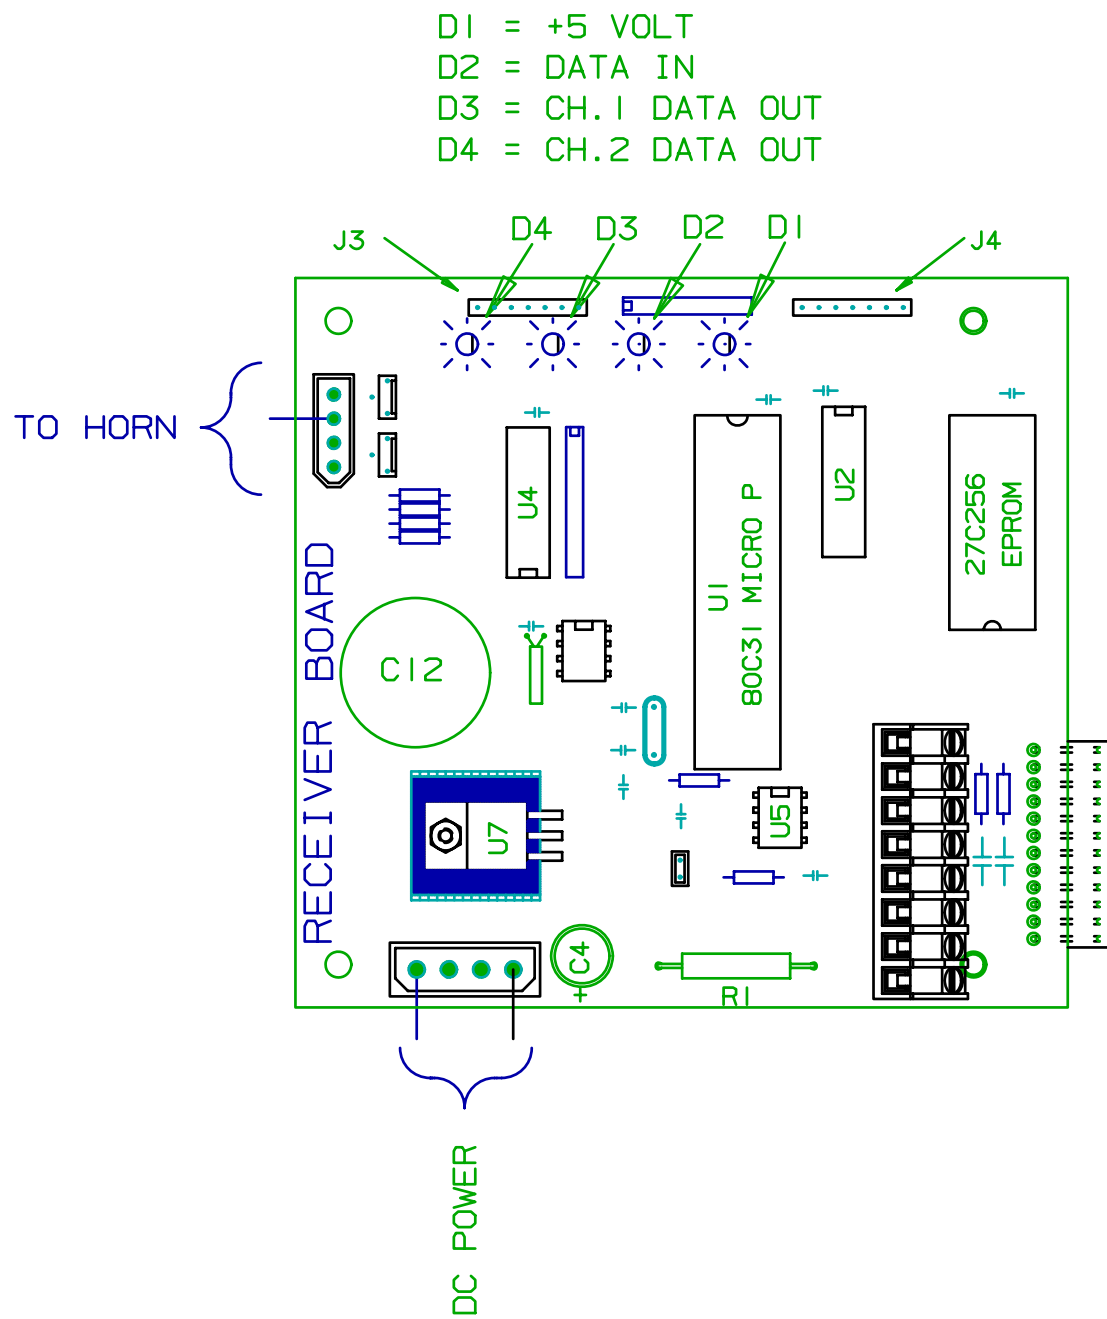 D1 = +5 VOLT
D2 = DATA IN
D3 = CH.1 DATA OUT
D4 = CH.2 DATA OUT
J3
D4
D3
D2
D1
J4
TO HORN
U4
U1
80C31 MICRO P
U2
27C256
EPROM
RECEIVER BOARD
C12
U7
U5
C4
+
R1
DC POWER